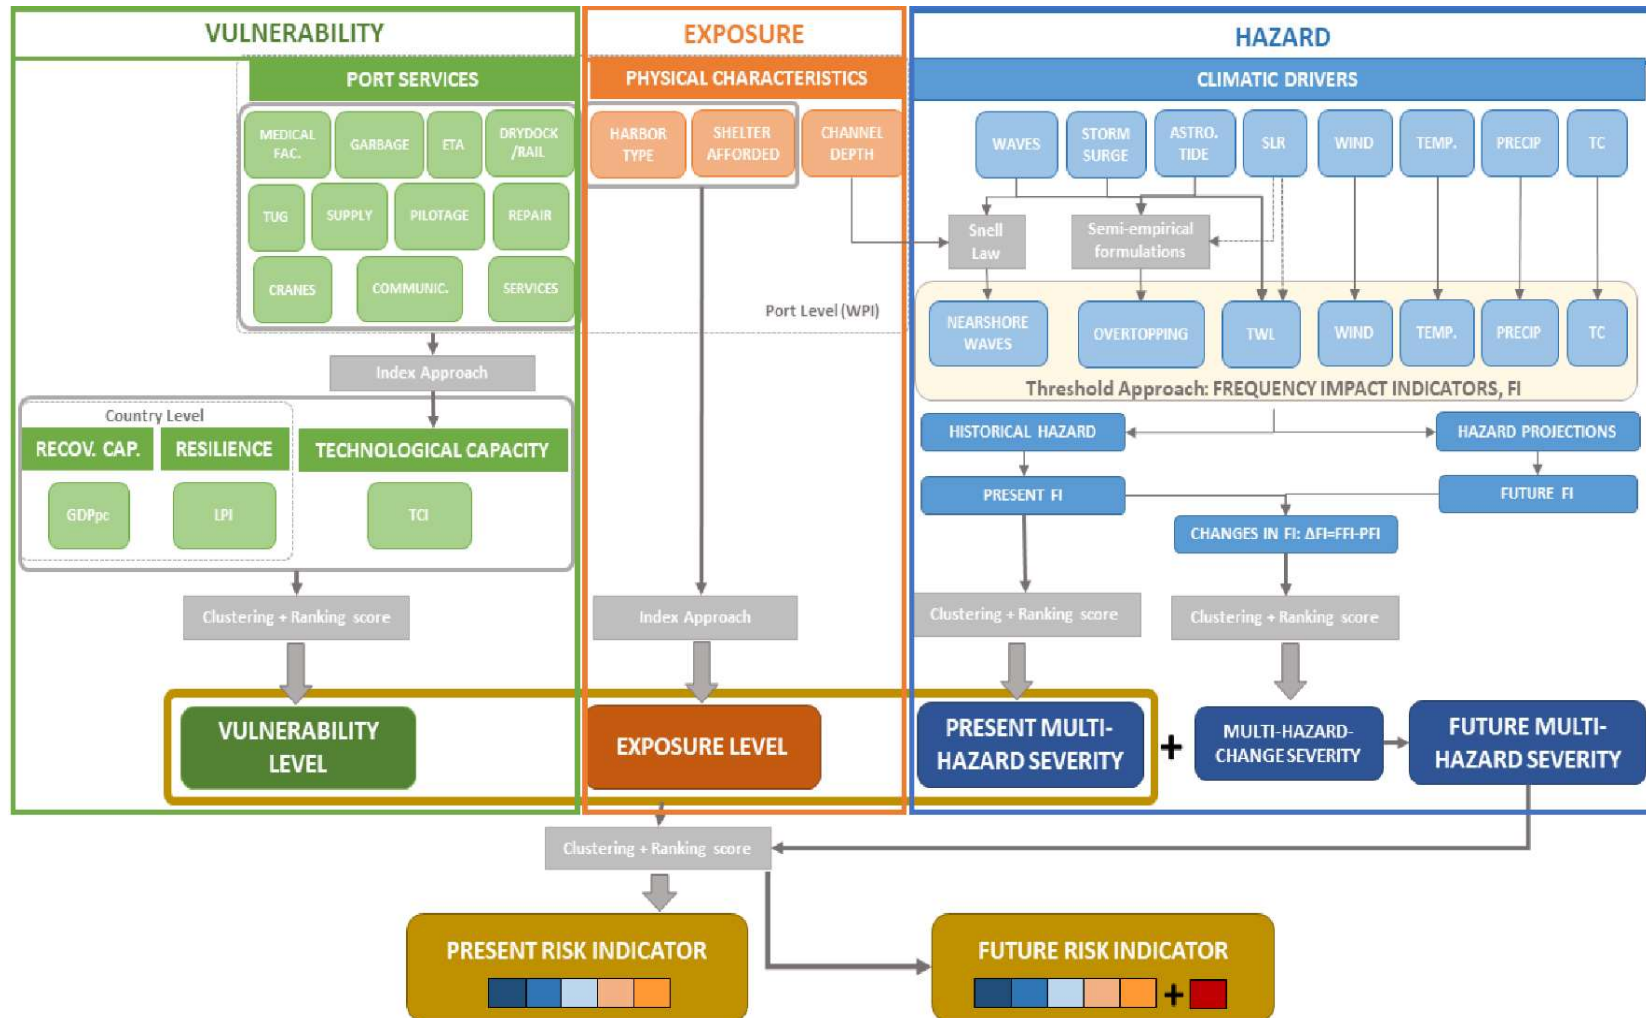 VULNERABILITY
EXPOSURE
HAZARD
PORT SERVICES
PHYSICAL CHARACTERISTICS
CLIMATIC DRIVERS
MEDICAL
FAC.
GARBAGE
ETA
DRYDOCK
/RAIL
TUG
SUPPLY
PILOTAGE
REPAIR
CRANES
COMMUNIC.
SERVICES
HARBOR
TYPE
SHELTER
AFFORDED
CHANNEL
DEPTH
WAVES
STORM
SURGE
ASTRO.
TIDE
SLR
WIND
TEMP.
PRECIP
TC
Snell
Law
Semi-empirical
formulations
Port Level (WPI)
NEARSHORE
WAVES
OVERTOPPING
TWL
WIND
TEMP.
PRECIP
TC
Threshold Approach: FREQUENCY IMPACT INDICATORS, FI
Index Approach
Country Level
RECOV. CAP.
RESILIENCE
TECHNOLOGICAL CAPACITY
GDPpc
LPI
TCI
HISTORICAL HAZARD
HAZARD PROJECTIONS
PRESENT FI
FUTURE FI
CHANGES IN FI: ΔFI=FFI-PFI
Clustering + Ranking score
Index Approach
Clustering + Ranking score
Clustering + Ranking score
VULNERABILITY
LEVEL
EXPOSURE LEVEL
PRESENT MULTI-
HAZARD SEVERITY
+
MULTI-HAZARD-
CHANGE SEVERITY
FUTURE MULTI-
HAZARD SEVERITY
Clustering + Ranking score
PRESENT RISK INDICATOR
FUTURE RISK INDICATOR
+